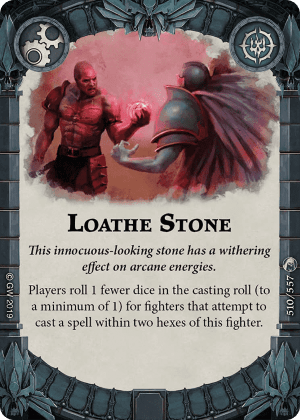 LOATHE STONE
This innocuous-looking stone has a withering
effect on arcane energies.
Players roll 1 fewer dice in the casting roll (to
a minimum of 1) for fighters that attempt to
cast a spell within two hexes of this fighter.
© GW 2019
510/557